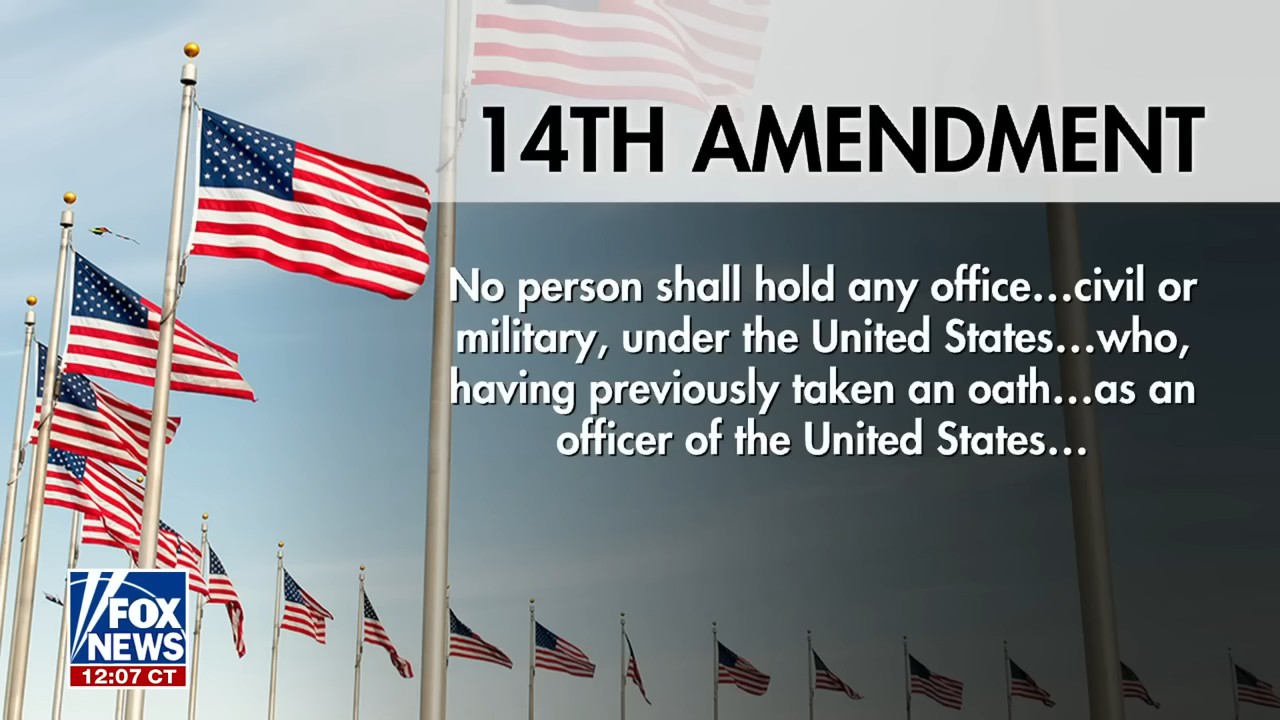 14TH AMENDMENT
No person shall hold any office...civil or
military, under the United States...who,
having previously taken an oath...as an
officer of the United States...
FOX
NEWS
12:07 CT